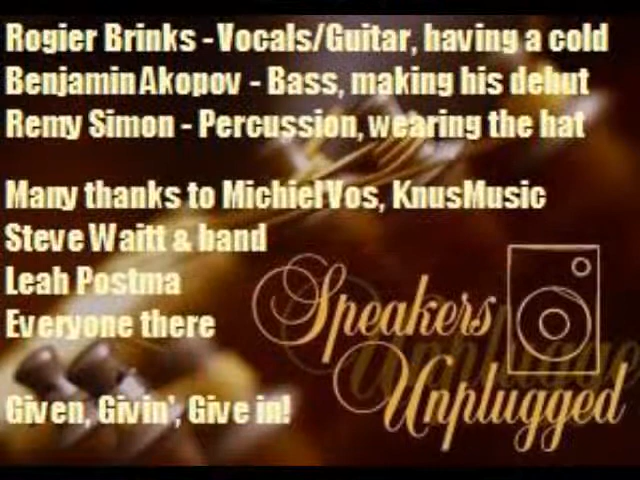 Rogier Brinks - Vocals/Guitar, having a cold
Benjamin Akopov - Bass, making his debut
Remy Simon - Percussion, wearing the hat
Many thanks to Michiel Vos, KnusMusic
Steve Waitt & band
Leah Postma
Everyone there
Speakers
Unplugged
Given, Givin', Give in!